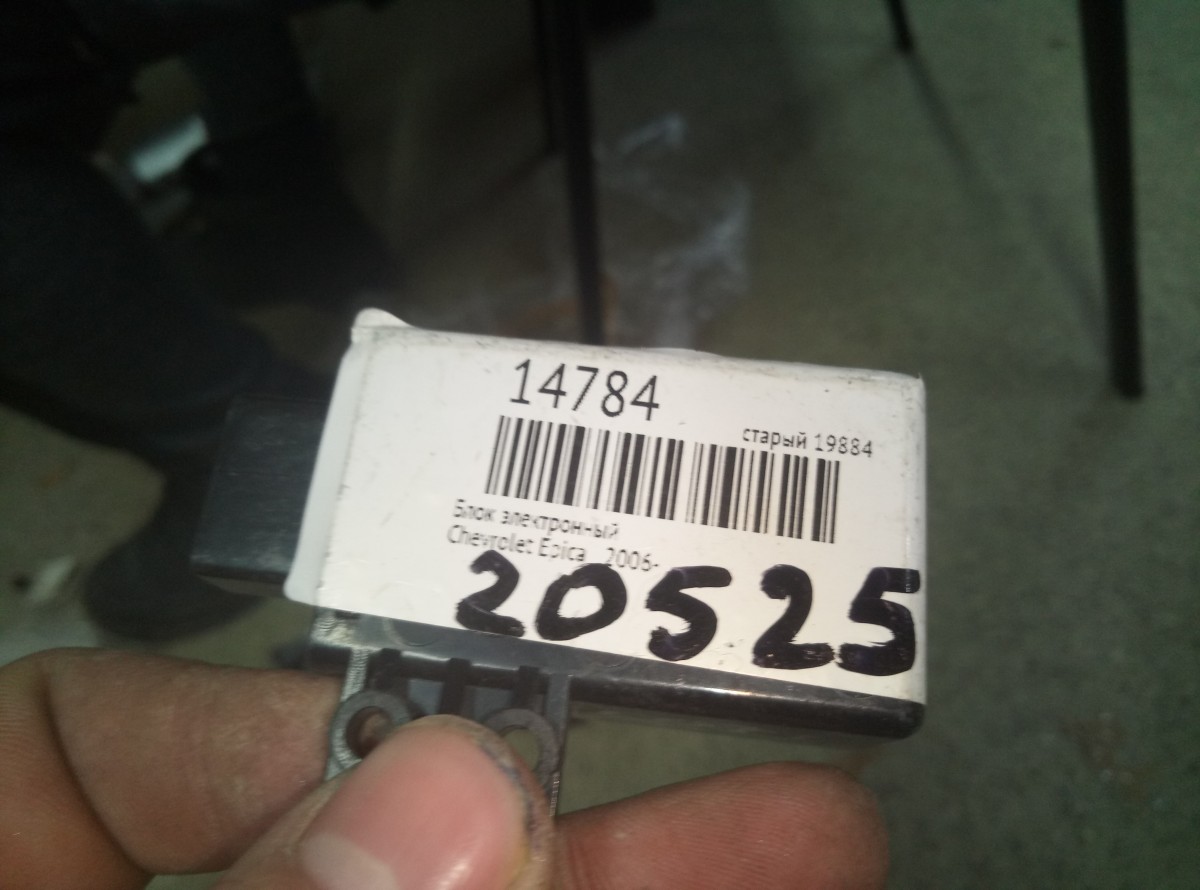 14784
старый 19884
Блок электронный
Chevrolet Epica 2006-
20525